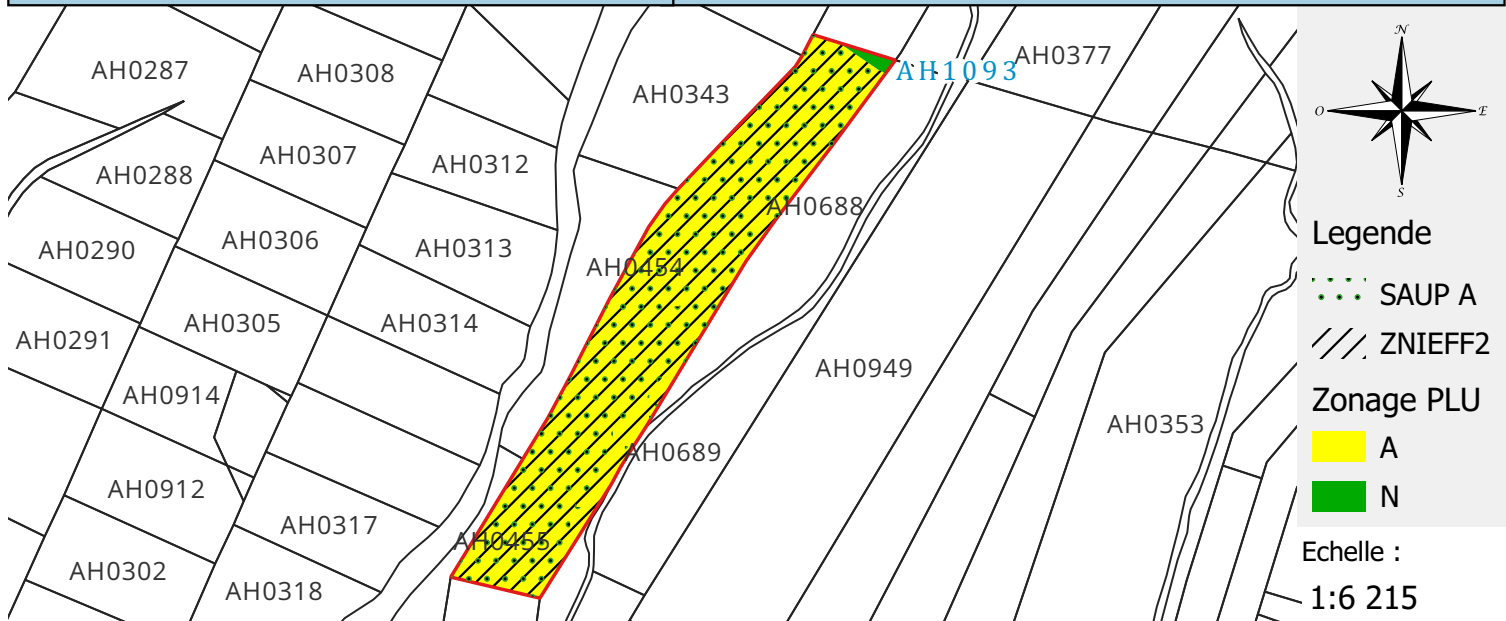 AH0287
AH0308
AH0343
AH1093
AH0377
AH0288
AH0307
AH0312
AH0688
AH0290
AH0306
AH0313
AH0454
AH0291
AH0305
AH0314
AH0949
AH0914
AH0353
AH0689
AH0912
AH0317
AH0455
AH0302
AH0318
N
O
E
S
Legende
SAUP A
ZNIEFF2
Zonage PLU
A
N
Echelle :
1:6 215